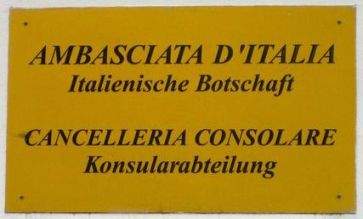 AMBASCIATA D'ITALIA
Italienische Botschaft
CANCELLERIA CONSOLARE
Konsularabteilung